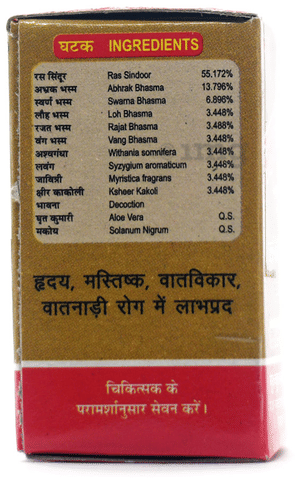 घटक INGREDIENTS
रस सिंदूर Ras Sindoor 55.172%
अभ्रक भस्म Abhrak Bhasma 13.796%
स्वर्ण भस्म Swarna Bhasma 6.896%
लौह भस्म Loh Bhasma 3.448%
रजत भस्म Rajat Bhasma 3.488%
वंग भस्म Vang Bhasma 3.448%
अश्वगंधा Withania somnifera 3.448%
लवंग Syzygium aromaticum 3.448%
जावित्री Myristica fragrans 3.448%
क्षीर काकोली Ksheer Kakoli 3.448%
भावना Decoction
घृत कुमारी Aloe Vera Q.S.
मकोय Solanum Nigrum Q.S.
हृदय, मस्तिष्क, वातविकार,
वातनाड़ी रोग में लाभप्रद
चिकित्सक के
परामर्शानुसार सेवन करें।